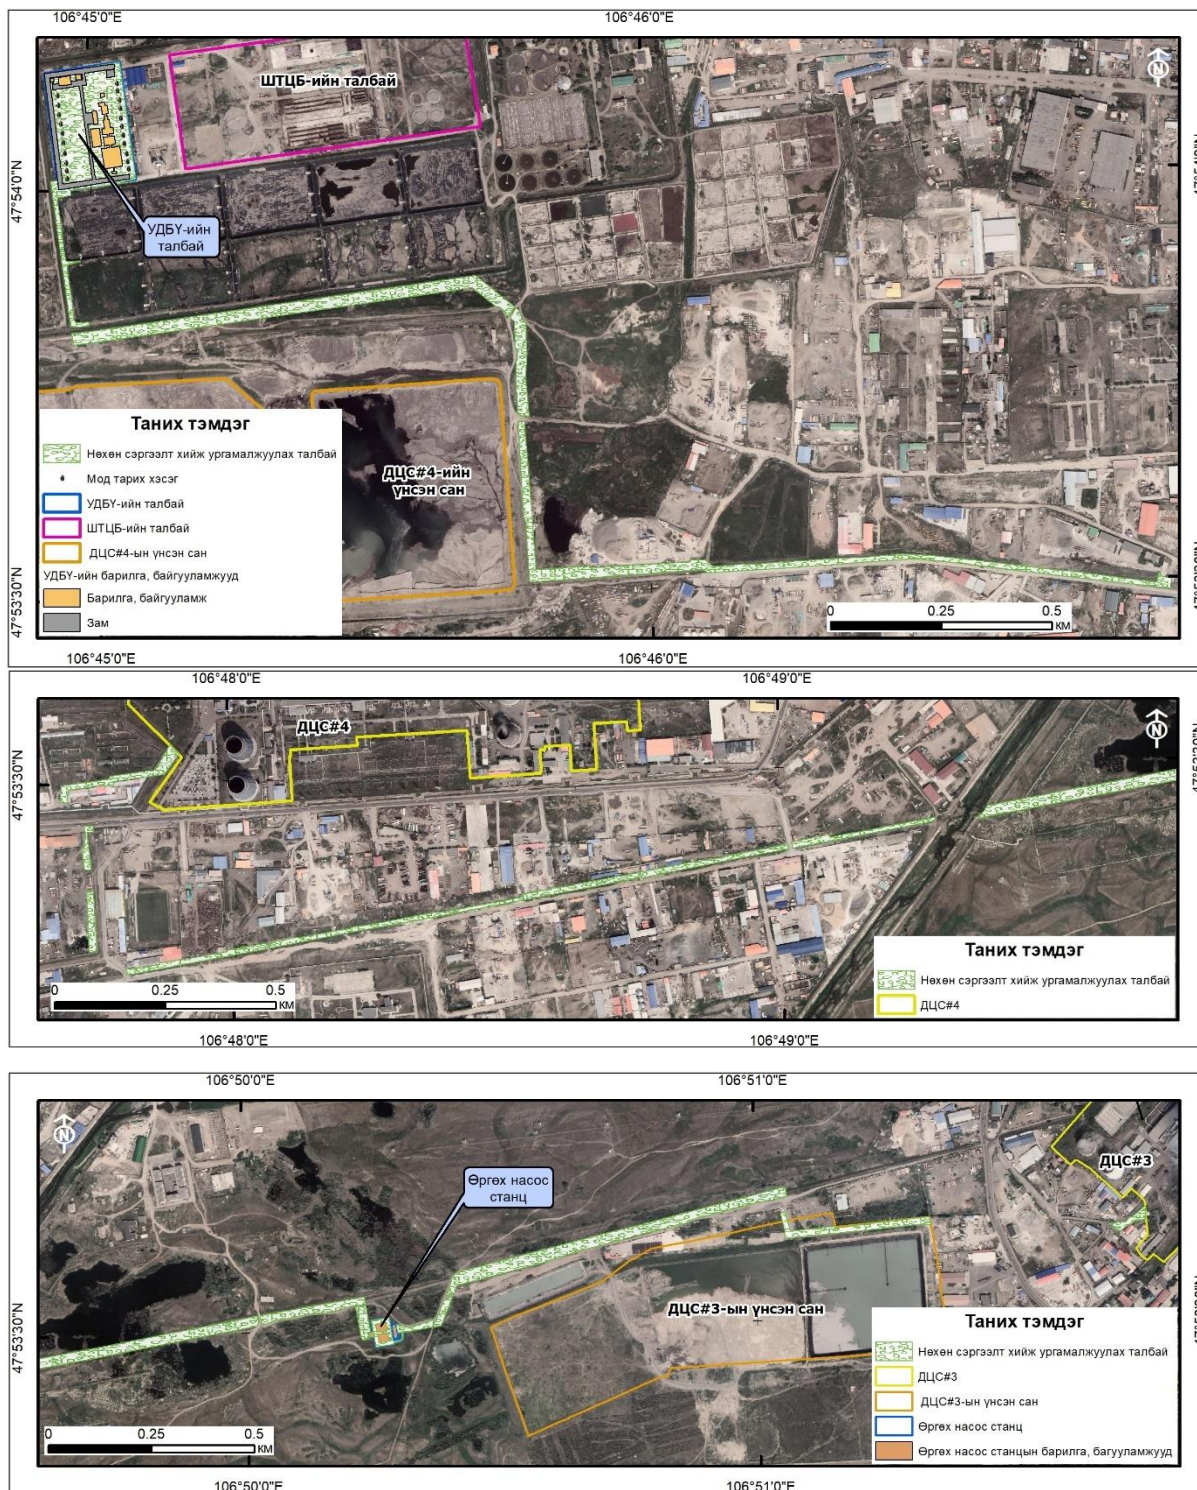 106°45'0"E
106°46'0"E
N
ШТЦБ-ийн талбай
47°54'0"N
УДБҮ-ийн
талбай
Таних тэмдэг
Нөхөн сэргээлт хийж ургамалжуулах талбай
Мод тарих хэсэг
УДБҮ-ийн талбай
ШТЦБ-ийн талбай
ДЦС#4-ын үнсэн сан
УДБҮ-ийн барилга, байгууламжууд
Барилга, байгууламж
Зам
ДЦС#4-ийн
үнсэн сан
47°53'30"N
0 0.25 0.5
КМ
106°45'0"E
106°46'0"E
106°48'0"E
106°49'0"E
N
ДЦС#4
47°53'30"N
47°53'30"N
0 0.25 0.5
КМ
Таних тэмдэг
Нөхөн сэргээлт хийж ургамалжуулах талбай
ДЦС#4
106°48'0"E
106°49'0"E
106°50'0"E
106°51'0"E
N
ДЦС#3
Өргөх насос
станц
ДЦС#3-ын үнсэн сан
47°53'30"N
Таних тэмдэг
Нөхөн сэргээлт хийж ургамалжуулах талбай
ДЦС#3
ДЦС#3-ын үнсэн сан
Өргөх насос станц
Өргөх насос станцын барилга, багууламжууд
0 0.25 0.5
КМ
106°50'0"E
106°51'0"E